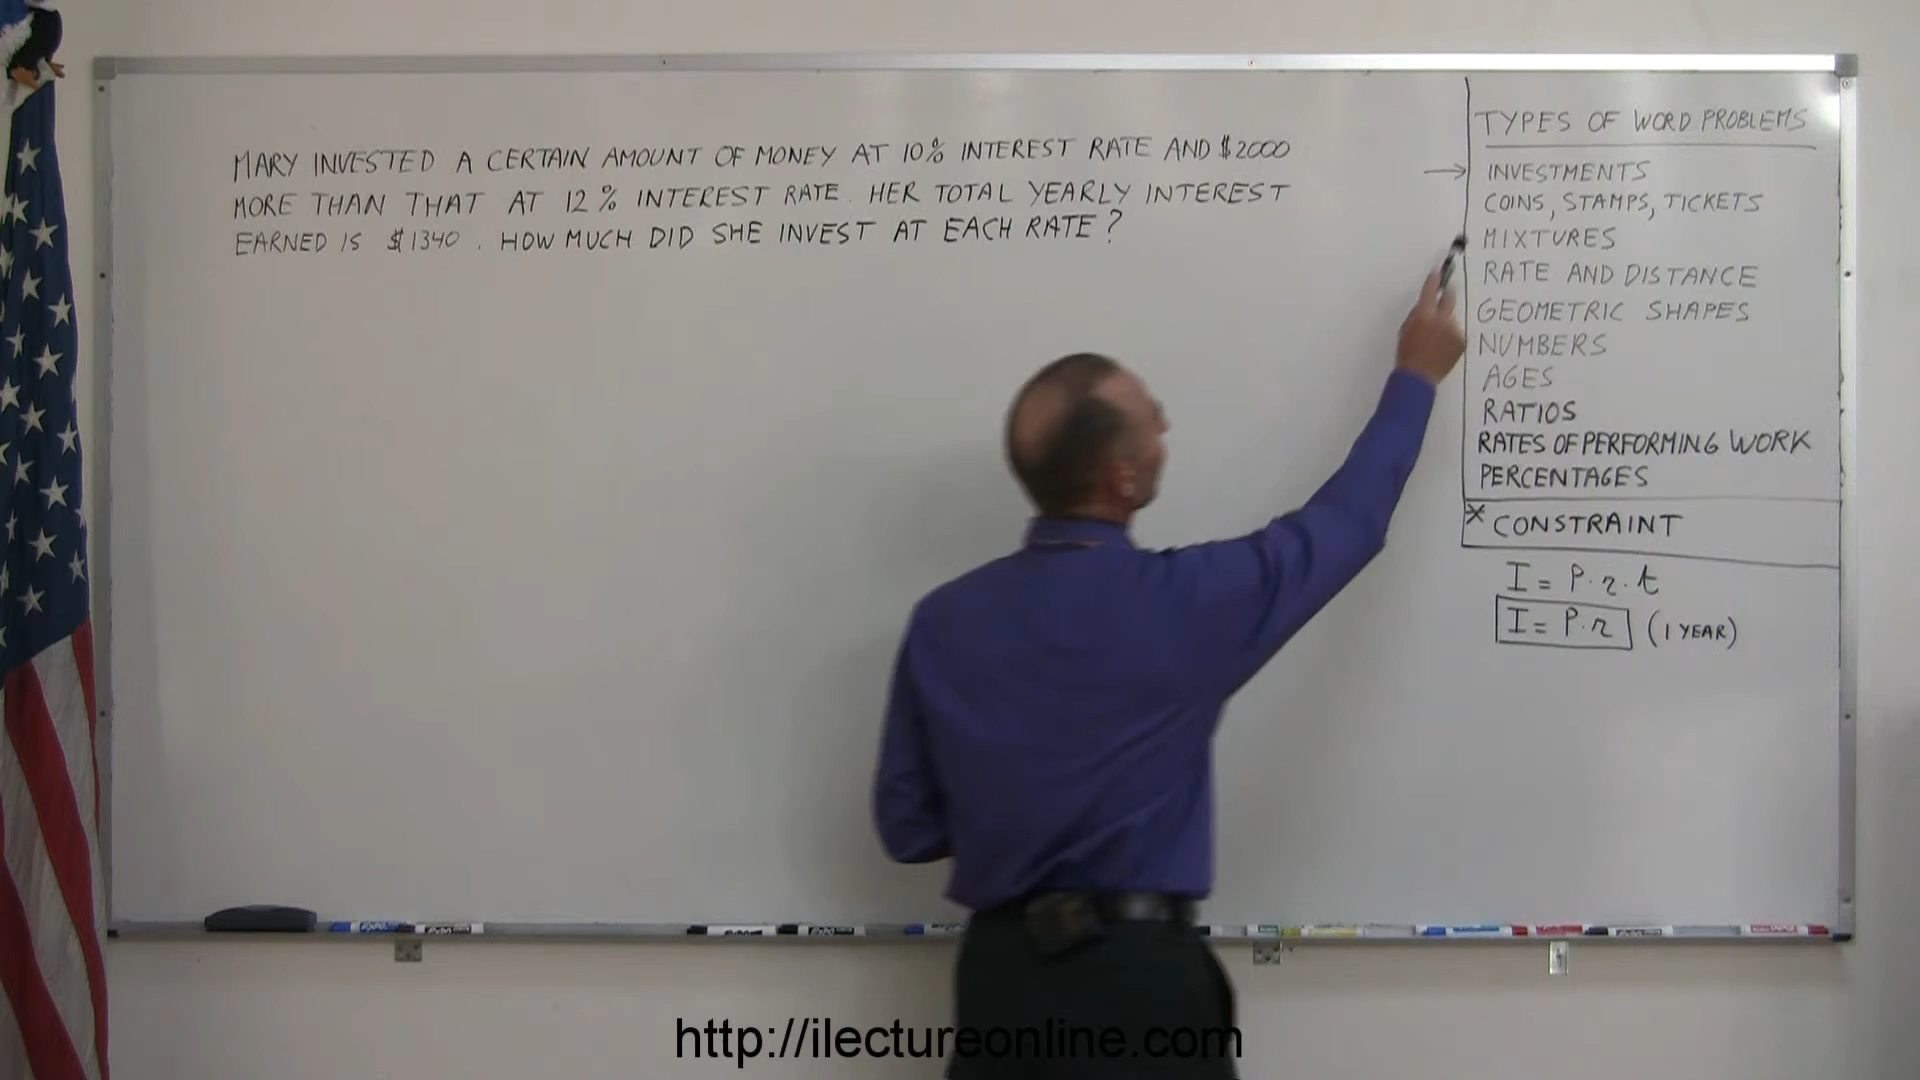 MARY INVESTED A CERTAIN AMOUNT OF MONEY AT 10% INTEREST RATE AND $2000
MORE THAN THAT AT 12% INTEREST RATE. HER TOTAL YEARLY INTEREST
EARNED IS $1340. HOW MUCH DID SHE INVEST AT EACH RATE?
TYPES OF WORD PROBLEMS
→ INVESTMENTS
COINS, STAMPS, TICKETS
MIXTURES
RATE AND DISTANCE
GEOMETRIC SHAPES
NUMBERS
AGES
RATIOS
RATES OF PERFORMING WORK
PERCENTAGES
* CONSTRAINT
I = P.r.t
I = P.r (1 YEAR)
http://ilectureonline.com